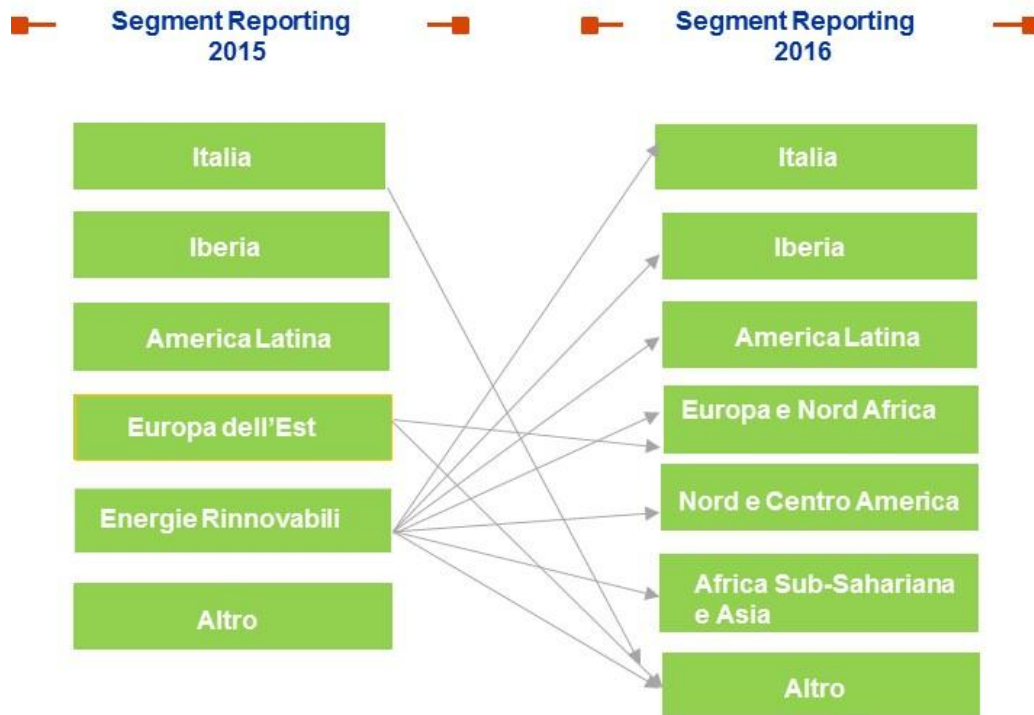 Segment Reporting
2015
Segment Reporting
2016
Italia
Iberia
America Latina
Europa dell'Est
Energie Rinnovabili
Altro
Italia
Iberia
America Latina
Europa e Nord Africa
Nord e Centro America
Africa Sub-Sahariana
e Asia
Altro